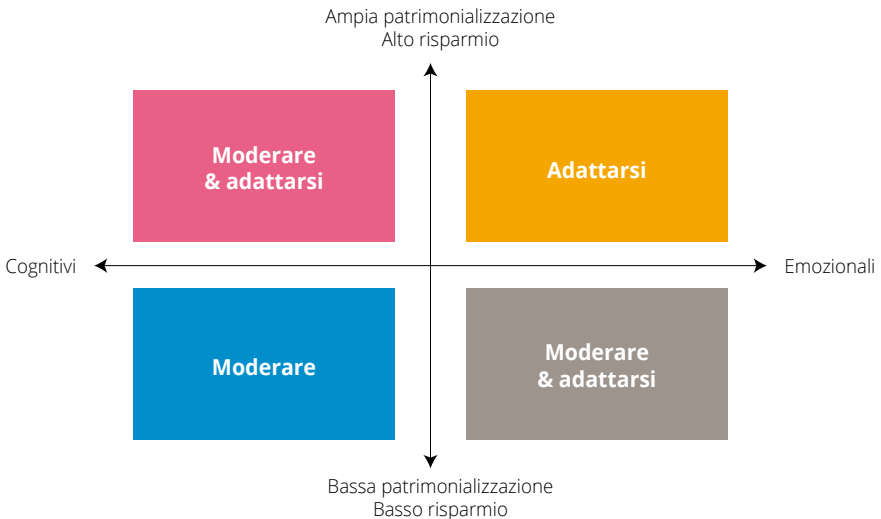 Ampia patrimonializzazione
Alto risparmio
Moderare
& adattarsi
Adattarsi
Cognitivi
Emozionali
Moderare
Moderare
& adattarsi
Bassa patrimonializzazione
Basso risparmio